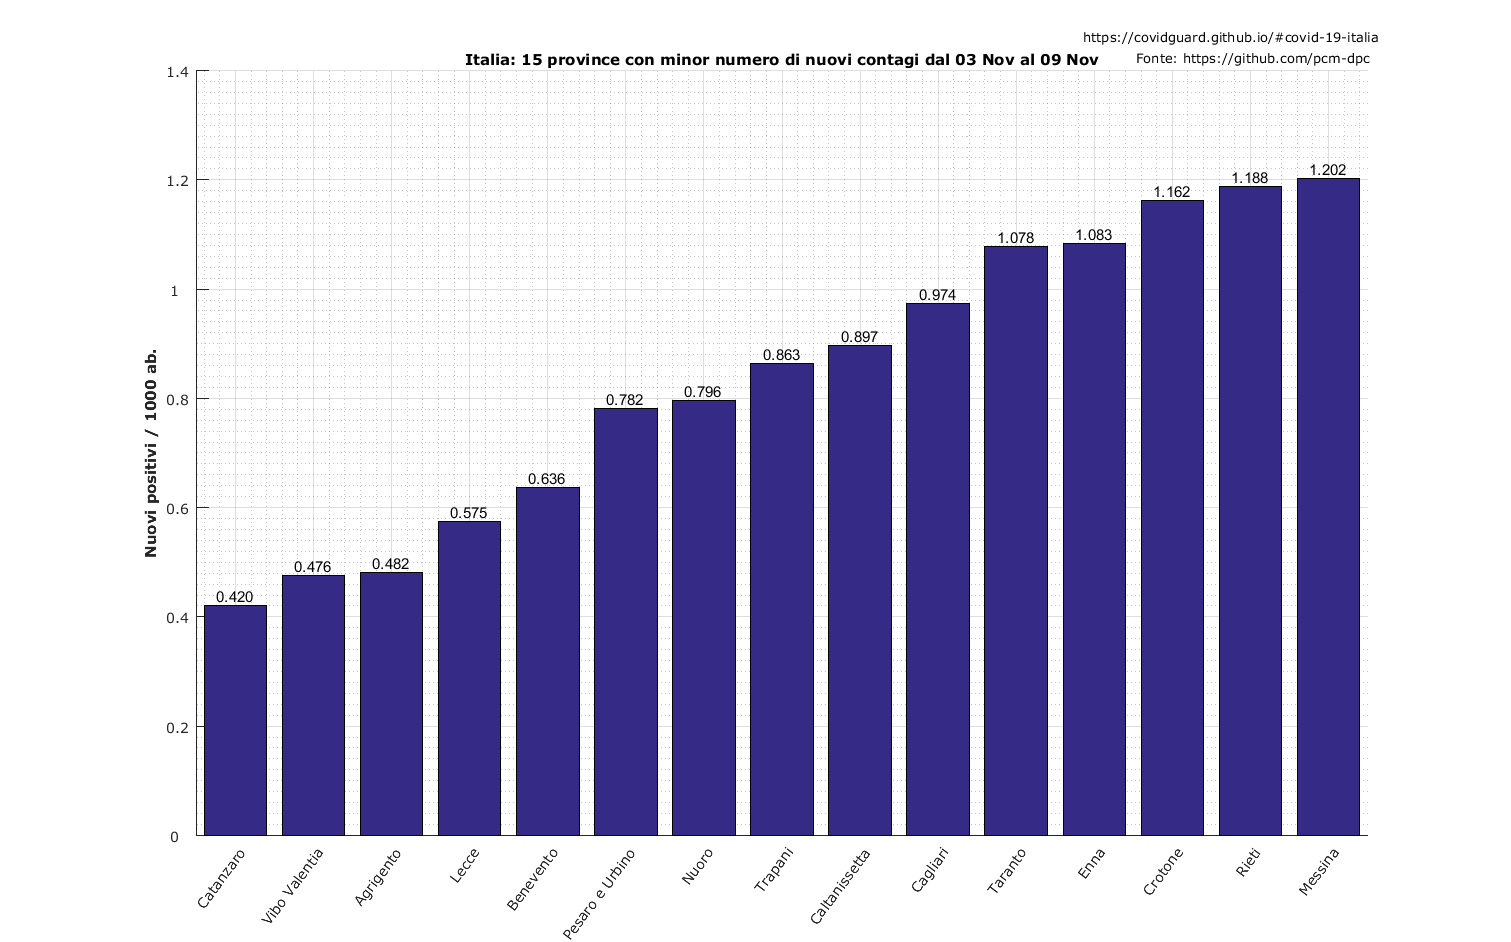 https://covidguard.github.io/#covid-19-italia
Italia: 15 province con minor numero di nuovi contagi dal 03 Nov al 09 Nov
Fonte: https://github.com/pcm-dpc
Nuovi positivi / 1000 ab.
1.4
1.2
1
0.8
0.6
0.4
0.2
0
0.420
0.476
0.482
0.575
0.636
0.782
0.796
0.863
0.897
0.974
1.078
1.083
1.162
1.188
1.202
Catanzaro
Vibo Valentia
Agrigento
Lecce
Benevento
Pesaro e Urbino
Nuoro
Trapani
Caltanissetta
Cagliari
Taranto
Enna
Crotone
Rieti
Messina